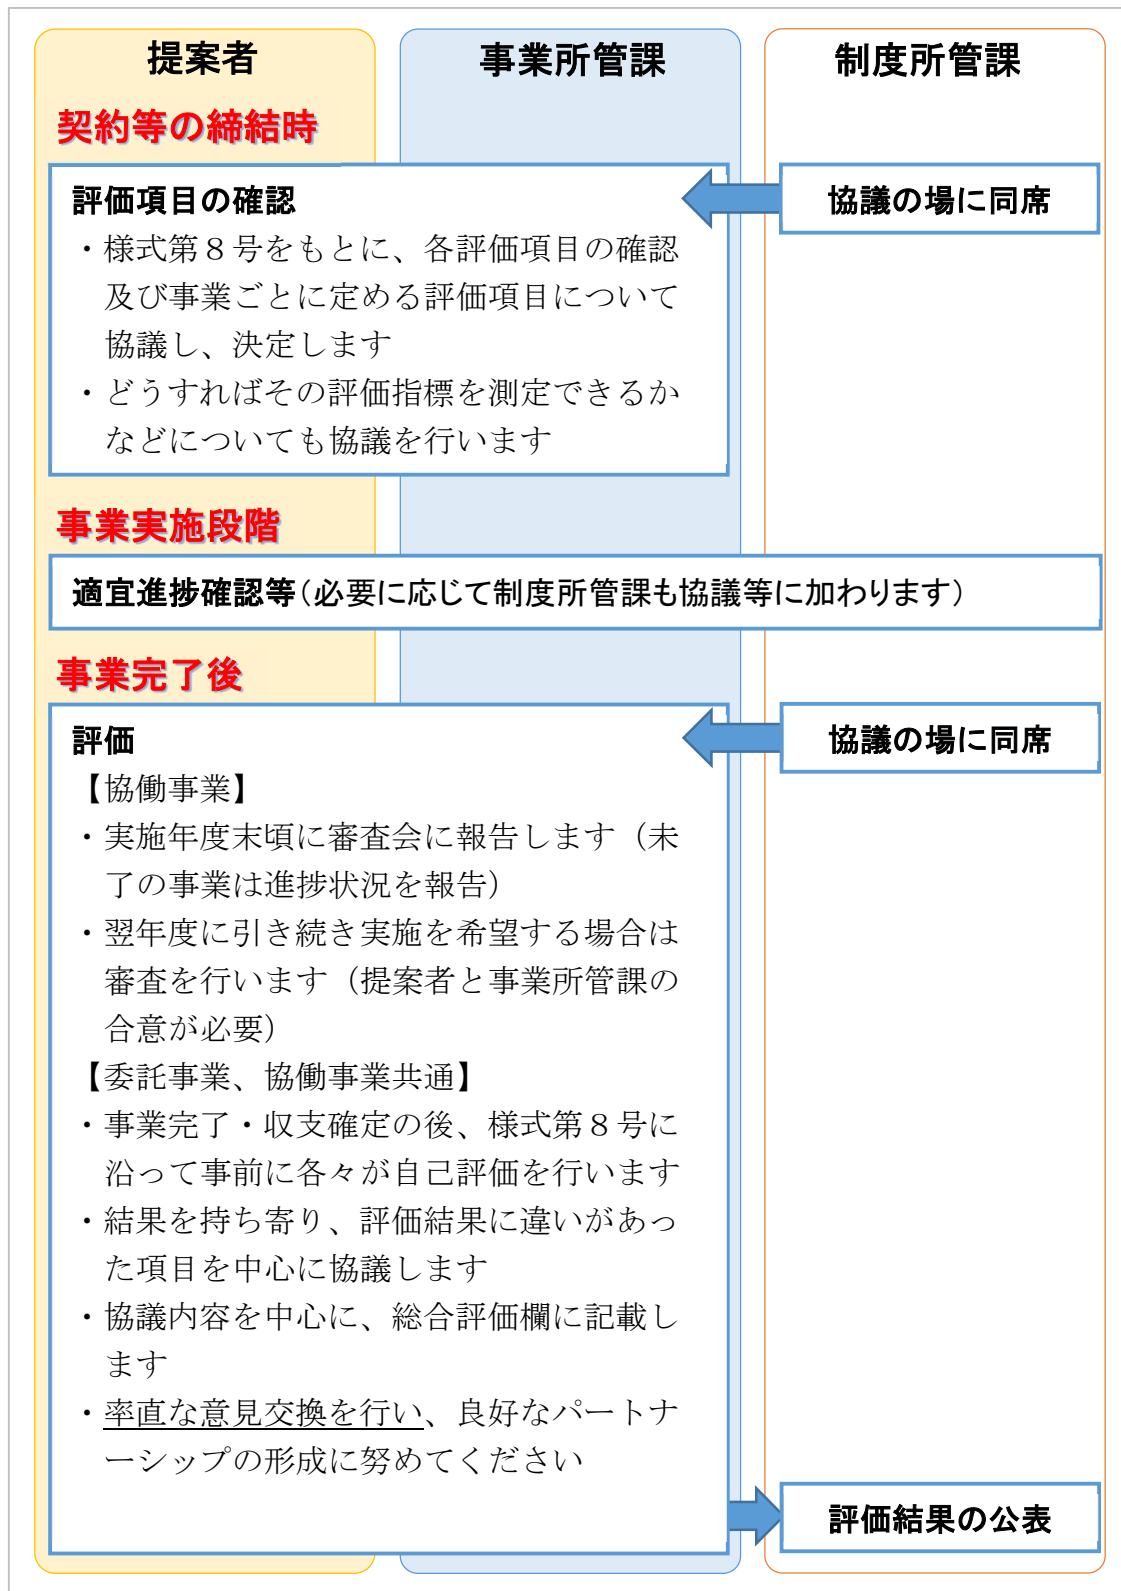 提案者
事業所管課
制度所管課
契約等の締結時
評価項目の確認
・様式第８号をもとに、各評価項目の確認
及び事業ごとに定める評価項目について
協議し、決定します
・どうすればその評価指標を測定できるか
などについても協議を行います
協議の場に同席
事業実施段階
適宜進捗確認等（必要に応じて制度所管課も協議等に加わります）
事業完了後
評価
【協働事業】
・実施年度末頃に審査会に報告します（未
了の事業は進捗状況を報告）
・翌年度に引き続き実施を希望する場合は
審査を行います（提案者と事業所管課の
合意が必要）
【委託事業、協働事業共通】
・事業完了・収支確定の後、様式第８号に
沿って事前に各々が自己評価を行います
・結果を持ち寄り、評価結果に違いがあっ
た項目を中心に協議します
・協議内容を中心に、総合評価欄に記載し
ます
・率直な意見交換を行い、良好なパートナ
ーシップの形成に努めてください
協議の場に同席
評価結果の公表